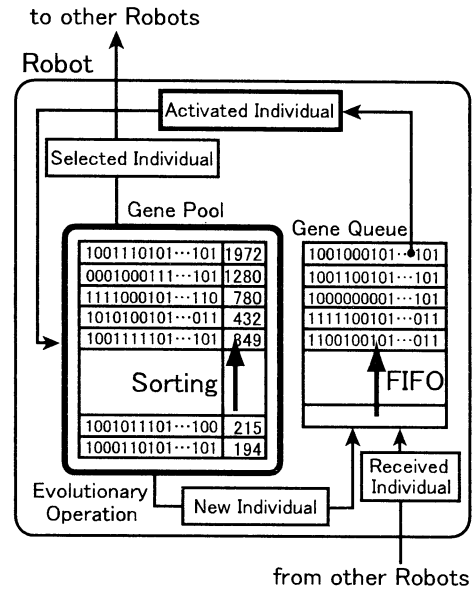 to other Robots
Robot
Activated Individual
Selected Individual
Gene Pool
Gene Queue
1001110101···101 1972
0001000111···101 1280
1111000101···110 780
1010100101···011 432
1001111101···101 349
Sorting
1001011101···100 215
1000110101···101 194
1001000101···101
1001100101···101
1000000001···101
1111100101···011
1100100101···011
FIFO
Evolutionary
Operation
New Individual
Received
Individual
from other Robots